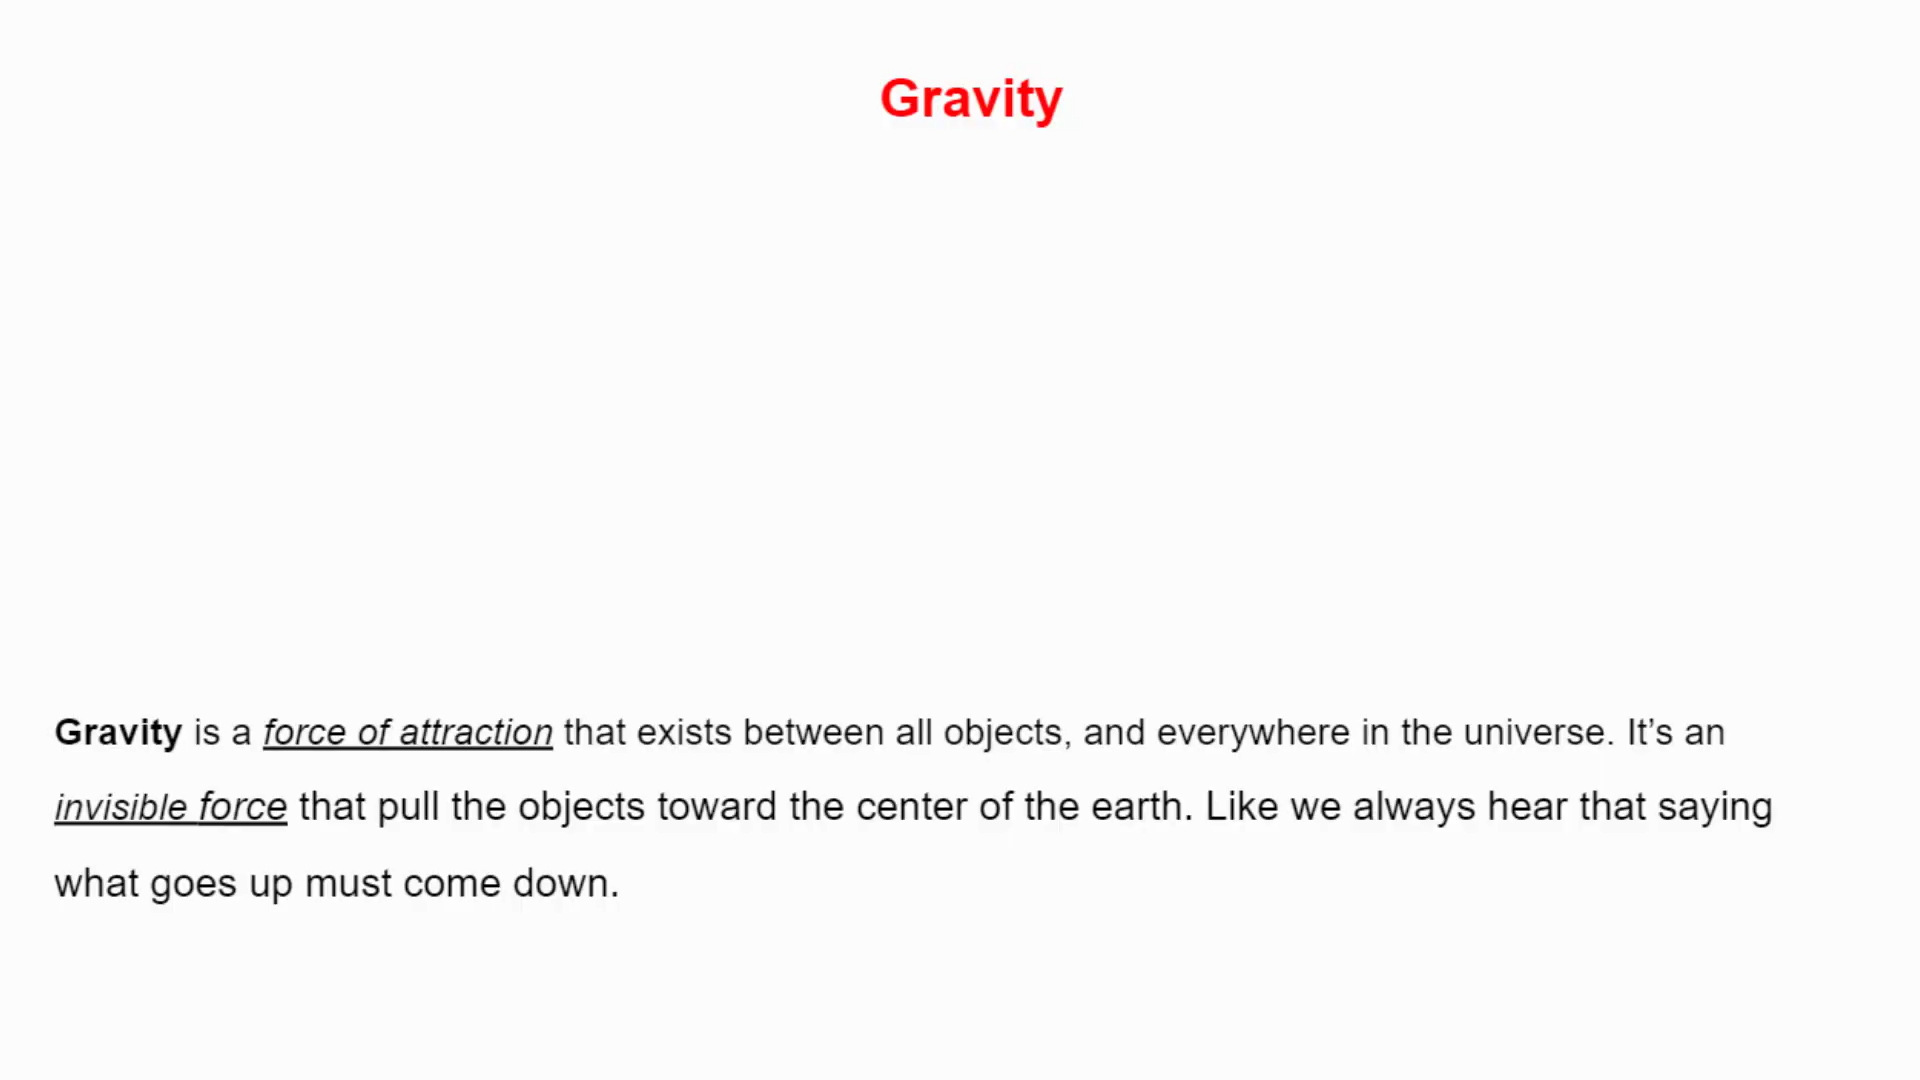 Gravity
Gravity is a force of attraction that exists between all objects, and everywhere in the universe. It’s an
invisible force that pull the objects toward the center of the earth. Like we always hear that saying
what goes up must come down.